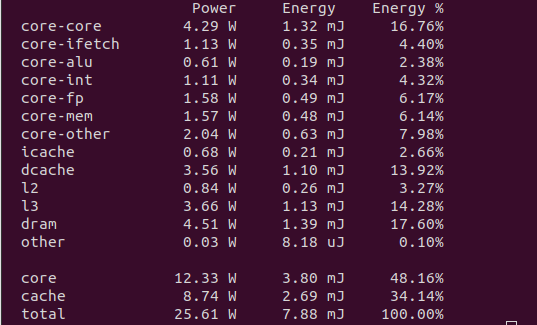 Power Energy Energy %
core-core 4.29 W 1.32 mJ 16.76%
core-ifetch 1.13 W 0.35 mJ 4.40%
core-alu 0.61 W 0.19 mJ 2.38%
core-int 1.11 W 0.34 mJ 4.32%
core-fp 1.58 W 0.49 mJ 6.17%
core-mem 1.57 W 0.48 mJ 6.14%
core-other 2.04 W 0.63 mJ 7.98%
icache 0.68 W 0.21 mJ 2.66%
dcache 3.56 W 1.10 mJ 13.92%
l2 0.84 W 0.26 mJ 3.27%
l3 3.66 W 1.13 mJ 14.28%
dram 4.51 W 1.39 mJ 17.60%
other 0.03 W 8.18 uJ 0.10%
core 12.33 W 3.80 mJ 48.16%
cache 8.74 W 2.69 mJ 34.14%
total 25.61 W 7.88 mJ 100.00%